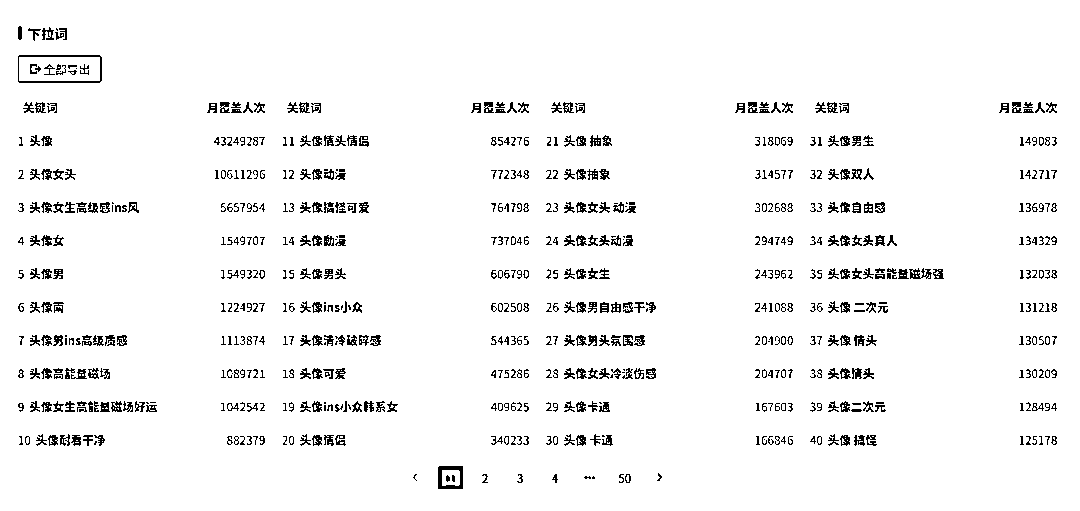 下拉词
全部导出
关键词 月覆盖人次 关键词 月覆盖人次 关键词 月覆盖人次 关键词 月覆盖人次
1 头像 43249287 11 头像情头情侣 854276 21 头像 抽象 318069 31 头像男生 149083
2 头像女头 10611296 12 头像动漫 772348 22 头像抽象 314577 32 头像双人 142717
3 头像女生高级感ins风 5657954 13 头像搞怪可爱 764798 23 头像女头 动漫 302688 33 头像自由感 136978
4 头像女 1549707 14 头像動漫 737046 24 头像女头动漫 294749 34 头像女头真人 134329
5 头像男 1549320 15 头像男头 606790 25 头像女生 243962 35 头像女头高能量磁场强 132038
6 头像南 1224927 16 头像ins小众 602508 26 头像男自由感干净 241088 36 头像 二次元 131218
7 头像男ins高级质感 1113874 17 头像清冷破碎感 544365 27 头像男头氛围感 204900 37 头像 情头 130507
8 头像高能量磁场 1089721 18 头像可爱 475286 28 头像女头冷淡伤感 204707 38 头像情头 130209
9 头像女生高能量磁场好运 1042542 19 头像ins小众韩系女 409625 29 头像卡通 167603 39 头像二次元 128494
10 头像耐看干净 882379 20 头像情侣 340233 30 头像 卡通 166846 40 头像 搞怪 125178
2 3 4 ··· 50